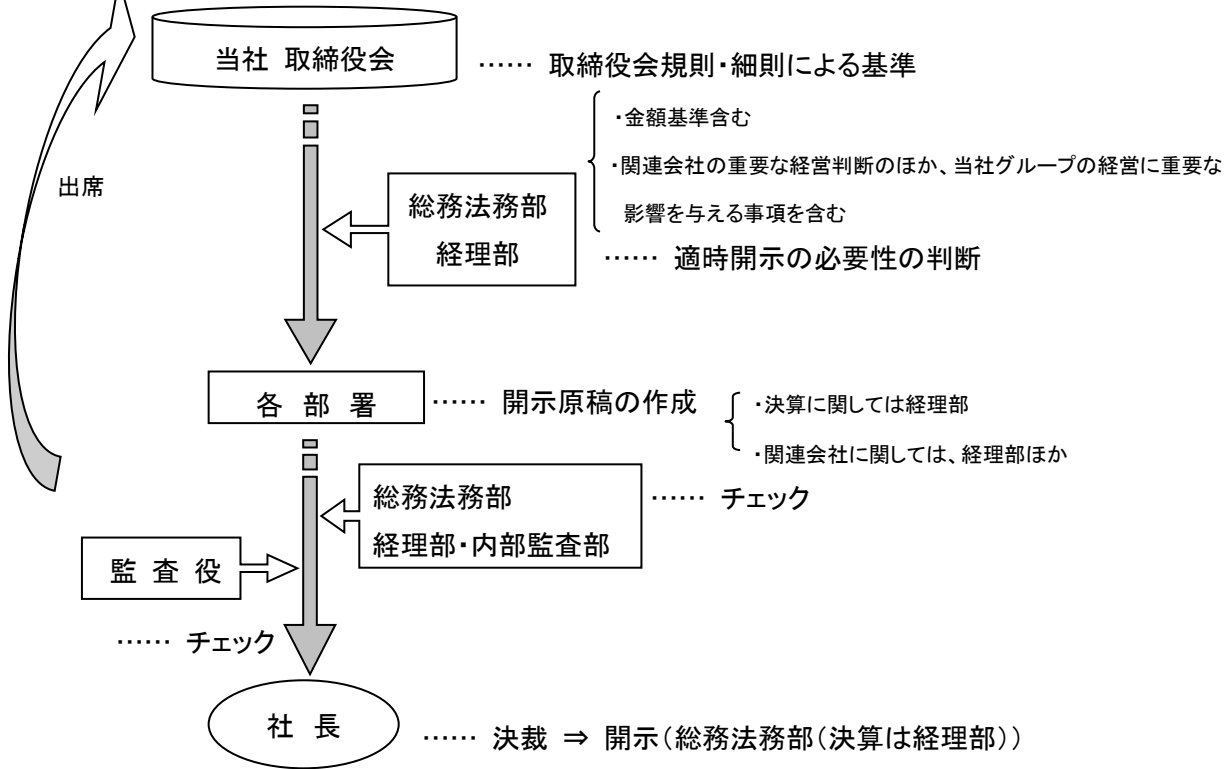 当社 取締役会
…… 取締役会規則・細則による基準
・金額基準含む
・関連会社の重要な経営判断のほか、当社グループの経営に重要な
影響を与える事項を含む
出席
総務法務部
経理部
…… 適時開示の必要性の判断
各 部 署
…… 開示原稿の作成
・決算に関しては経理部
・関連会社に関しては、経理部ほか
総務法務部
経理部・内部監査部
…… チェック
監 査 役
…… チェック
社 長
…… 決裁 ⇒ 開示(総務法務部(決算は経理部))